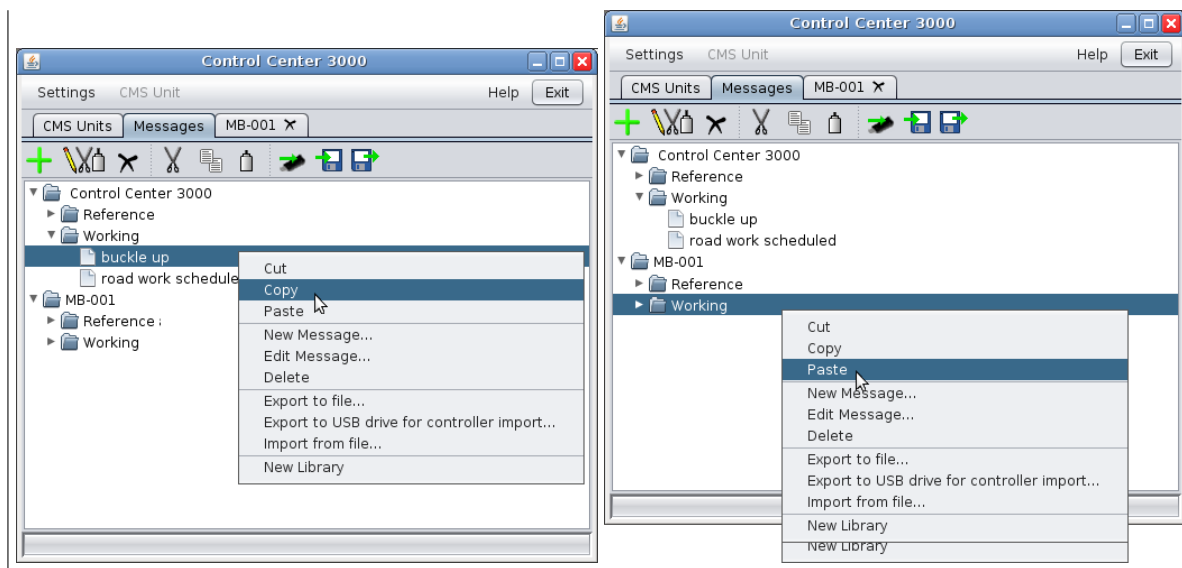 Control Center 3000
Settings CMS Unit Help Exit
CMS Units Messages MB-001
Control Center 3000
Reference
Working
buckle up
road work schedule
MB-001
Reference
Working
Cut
Copy
Paste
New Message...
Edit Message...
Delete
Export to file...
Export to USB drive for controller import...
Import from file...
New Library
Control Center 3000
Settings CMS Unit Help Exit
CMS Units Messages MB-001
Control Center 3000
Reference
Working
buckle up
road work scheduled
MB-001
Reference
Working
Cut
Copy
Paste
New Message...
Edit Message...
Delete
Export to file...
Export to USB drive for controller import...
Import from file...
New Library
New Library